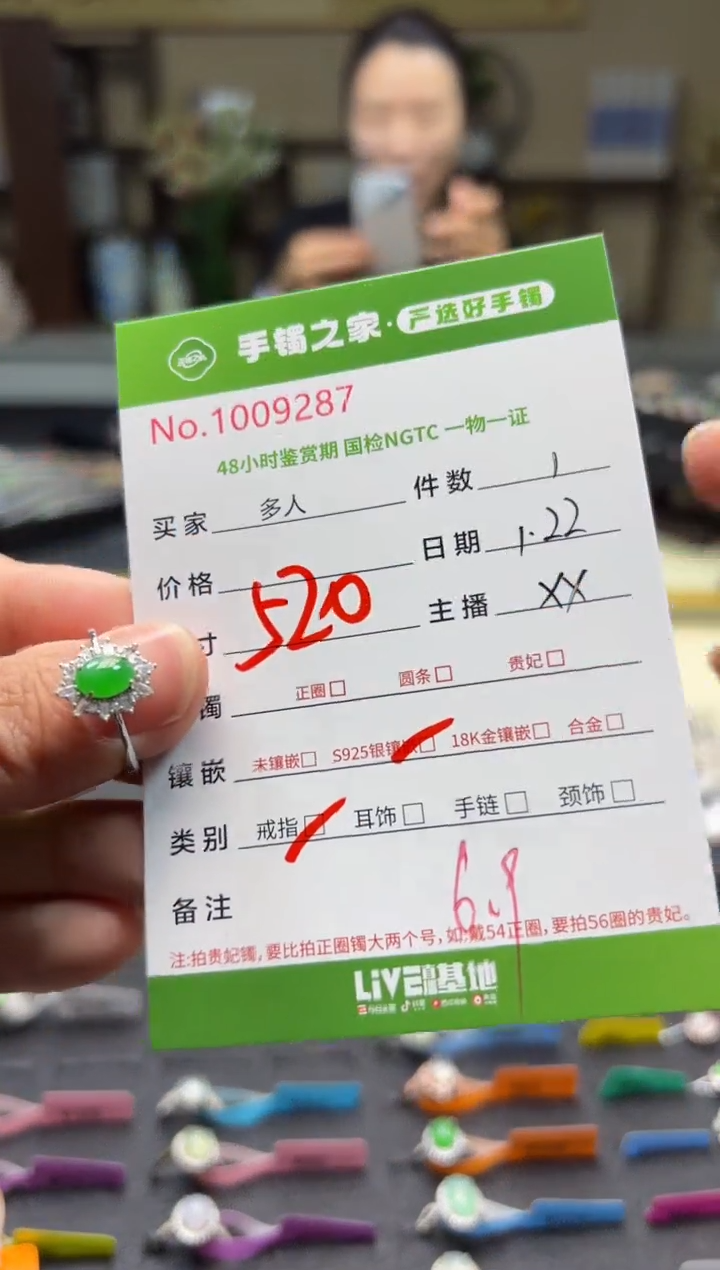 手镯之家·严选好手镯
No.1009287
48小时鉴赏期 国检NGTC 一物一证
买家 多人 件数 1
价格 520 日期 1.22
寸 主播 XX
镯 正圈 圆条 贵妃
镶嵌 未镶嵌 S925银镶嵌 18K金镶嵌 合金
类别 戒指 耳饰 手链 颈饰
备注 6.9
注:拍贵妃镯,要比拍正圈镯大两个号,如:戴54正圈,要拍56圈的贵妃。
LIVE直播基地